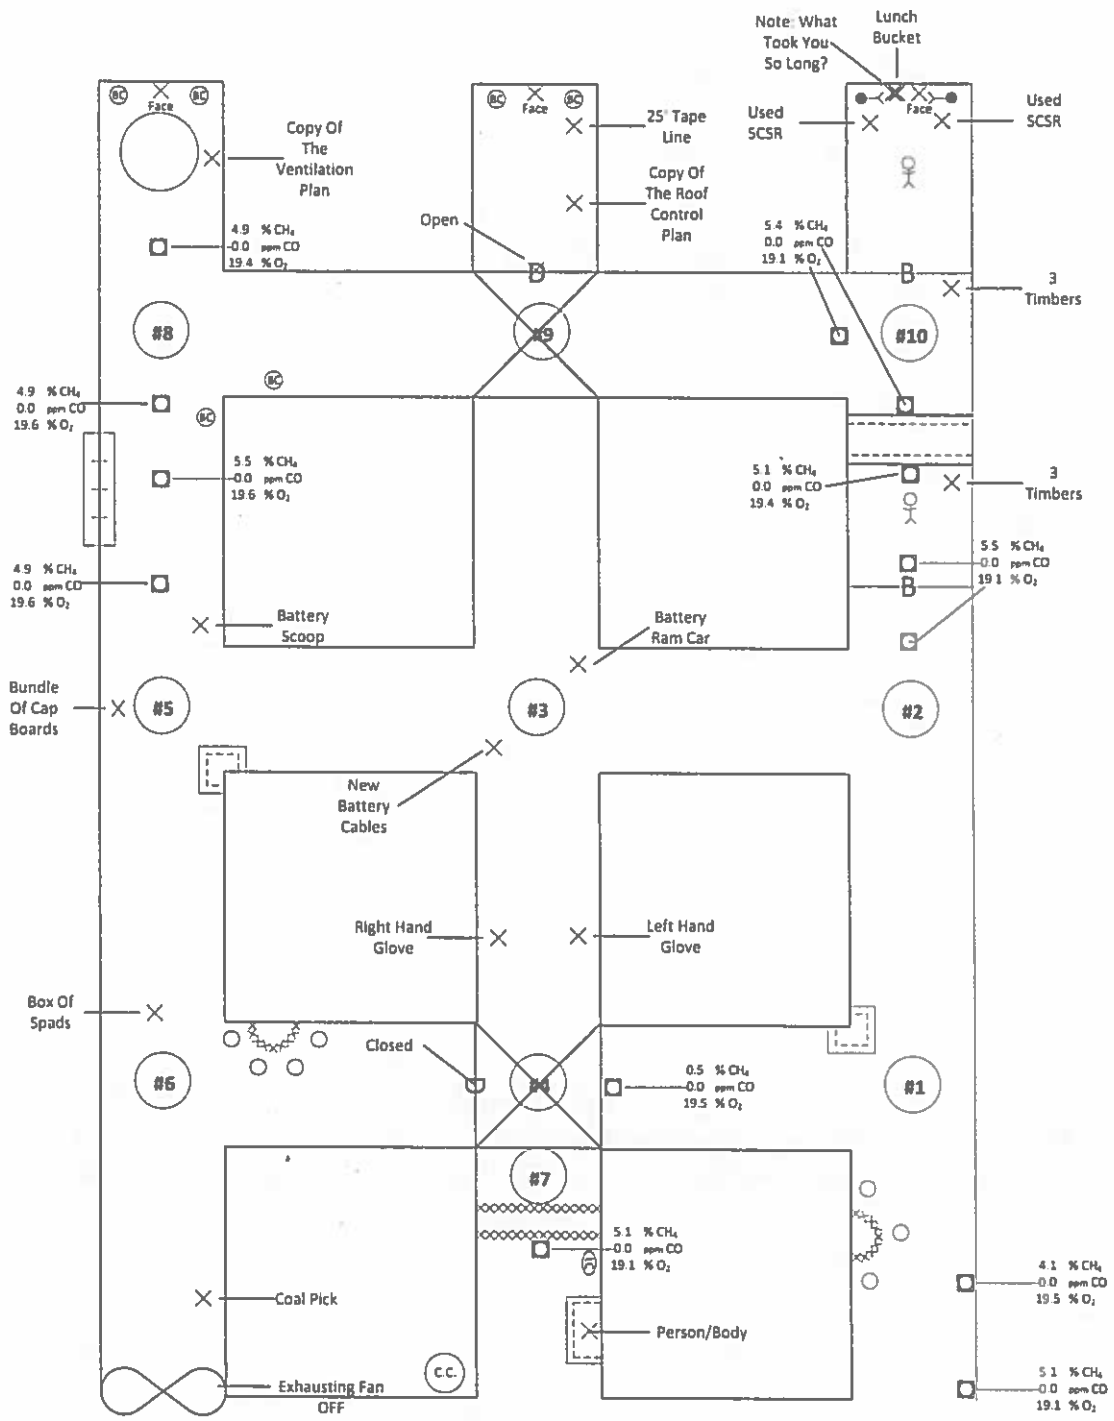 Note: What
Took You
So Long?
Lunch
Bucket
BC
Face
BC
BC
Face
BC
Face
Used
SCSR
Used
SCSR
Copy Of
The
Ventilation
Plan
25' Tape
Line
Copy Of
The Roof
Control
Plan
Open
4.9 % CH₄
0.0 ppm CO
19.4 % O₂
5.4 % CH₄
0.0 ppm CO
19.1 % O₂
B
B
3
Timbers
#8
#9
#10
BC
BC
4.9 % CH₄
0.0 ppm CO
19.6 % O₂
5.5 % CH₄
0.0 ppm CO
19.6 % O₂
5.1 % CH₄
0.0 ppm CO
19.4 % O₂
3
Timbers
4.9 % CH₄
0.0 ppm CO
19.6 % O₂
5.5 % CH₄
0.0 ppm CO
19.1 % O₂
B
Battery
Scoop
Battery
Ram Car
Bundle
Of Cap
Boards
#5
#3
#2
New
Battery
Cables
Right Hand
Glove
Left Hand
Glove
Box Of
Spads
Closed
#6
#4
0.5 % CH₄
0.0 ppm CO
19.5 % O₂
#1
#7
5.1 % CH₄
0.0 ppm CO
19.1 % O₂
4.1 % CH₄
0.0 ppm CO
19.5 % O₂
Coal Pick
Person/Body
C.C.
Exhausting Fan
OFF
5.1 % CH₄
0.0 ppm CO
19.1 % O₂